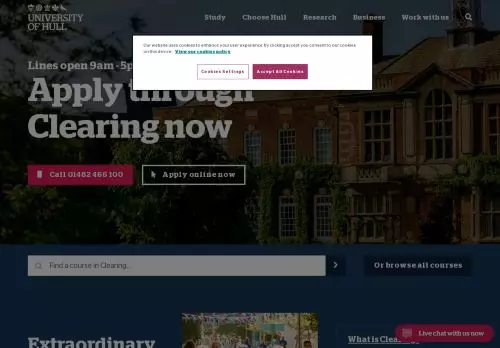 UNIVERSITY
OF HULL
Study
Choose Hull
Research
Business
Work with us
Our website uses cookies to enhance your user experience. By clicking accept, you consent to our cookies
on this device. View our cookies policy
Cookies Settings
Accept All Cookies
Lines open 9am - 5p
Apply through
Clearing now
Call 01482 466 100
Apply online now
Find a course in Clearing...
Or browse all courses
Live chat with us now
Extraordinary
What is Clearing?